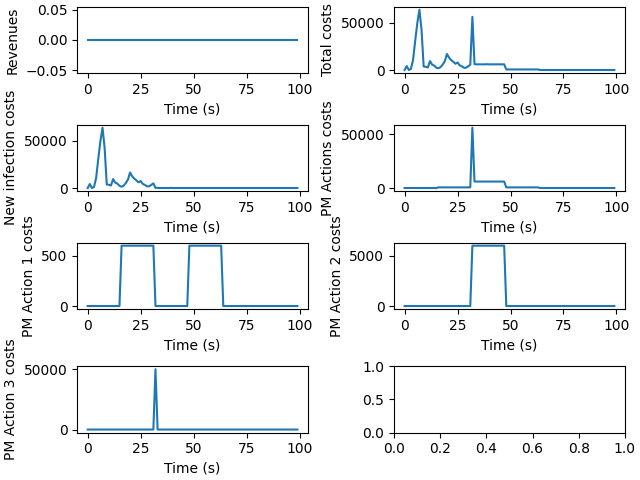 Revenues
0.05
0.00
−0.05
0 25 50 75 100
Time (s)
Total costs
50000
0
0 25 50 75 100
Time (s)
New infection costs
50000
0
0 25 50 75 100
Time (s)
PM Actions costs
50000
0
0 25 50 75 100
Time (s)
PM Action 1 costs
500
0
0 25 50 75 100
Time (s)
PM Action 2 costs
5000
0
0 25 50 75 100
Time (s)
PM Action 3 costs
50000
0
0 25 50 75 100
Time (s)
1.0
0.5
0.0
0.0 0.2 0.4 0.6 0.8 1.0